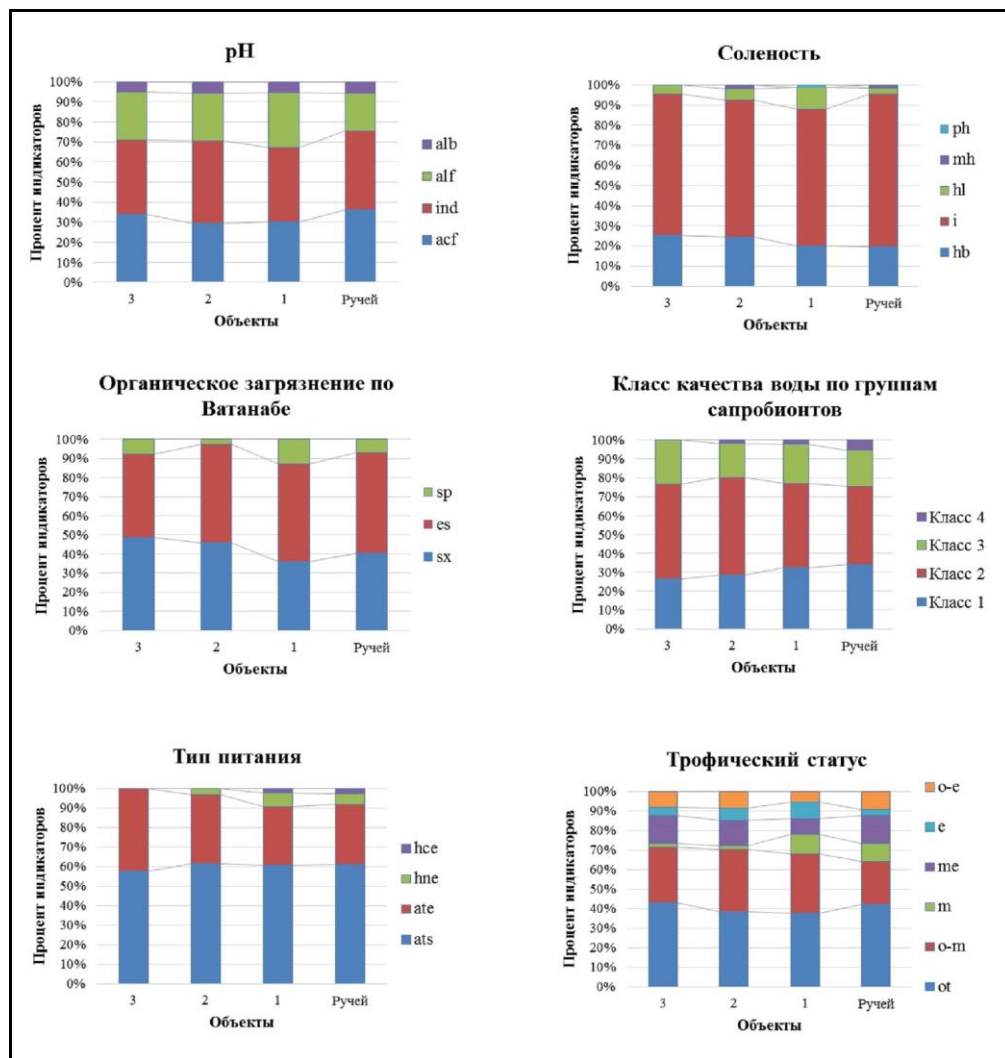 pH
100%
90%
80%
70%
60%
50%
40%
30%
20%
10%
0%
Процент индикаторов
3 2 1 Ручей
Объекты
alb
alf
ind
acf
Соленость
100%
90%
80%
70%
60%
50%
40%
30%
20%
10%
0%
Процент индикаторов
3 2 1 Ручей
Объекты
ph
mh
hl
i
hb
Органическое загрязнение по
Ватанабе
100%
90%
80%
70%
60%
50%
40%
30%
20%
10%
0%
Процент индикаторов
3 2 1 Ручей
Объекты
sp
es
sx
Класс качества воды по группам
сапробионтов
100%
90%
80%
70%
60%
50%
40%
30%
20%
10%
0%
Процент индикаторов
3 2 1 Ручей
Объекты
Класс 4
Класс 3
Класс 2
Класс 1
Тип питания
100%
90%
80%
70%
60%
50%
40%
30%
20%
10%
0%
Процент индикаторов
3 2 1 Ручей
Объекты
hce
hne
ate
ats
Трофический статус
100%
90%
80%
70%
60%
50%
40%
30%
20%
10%
0%
Процент индикаторов
3 2 1 Ручей
Объекты
o-e
e
me
m
o-m
ot